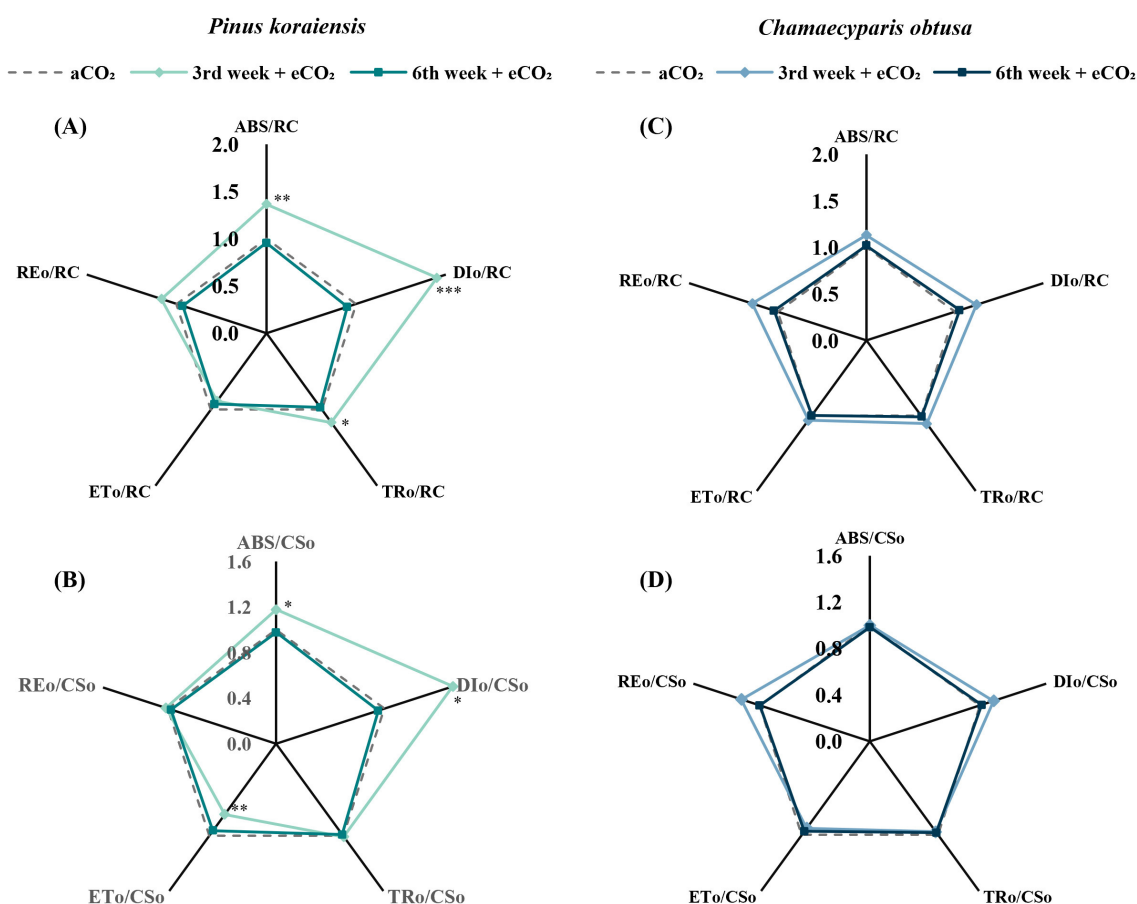 Pinus koraiensis
Chamaecyparis obtusa
aCO₂ 3rd week + eCO₂ 6th week + eCO₂
aCO₂ 3rd week + eCO₂ 6th week + eCO₂
(A)
ABS/RC
2.0
1.5
1.0
0.5
0.0
**
DIo/RC
***
REo/RC
*
ETo/RC
TRo/RC
(C)
ABS/RC
2.0
1.5
1.0
0.5
0.0
REo/RC
DIo/RC
ETo/RC
TRo/RC
(B)
ABS/CSo
1.6
1.2
0.8
0.4
0.0
*
REo/CSo
DIo/CSo
*
**
ETo/CSo
TRo/CSo
(D)
ABS/CSo
1.6
1.2
0.8
0.4
0.0
REo/CSo
DIo/CSo
ETo/CSo
TRo/CSo